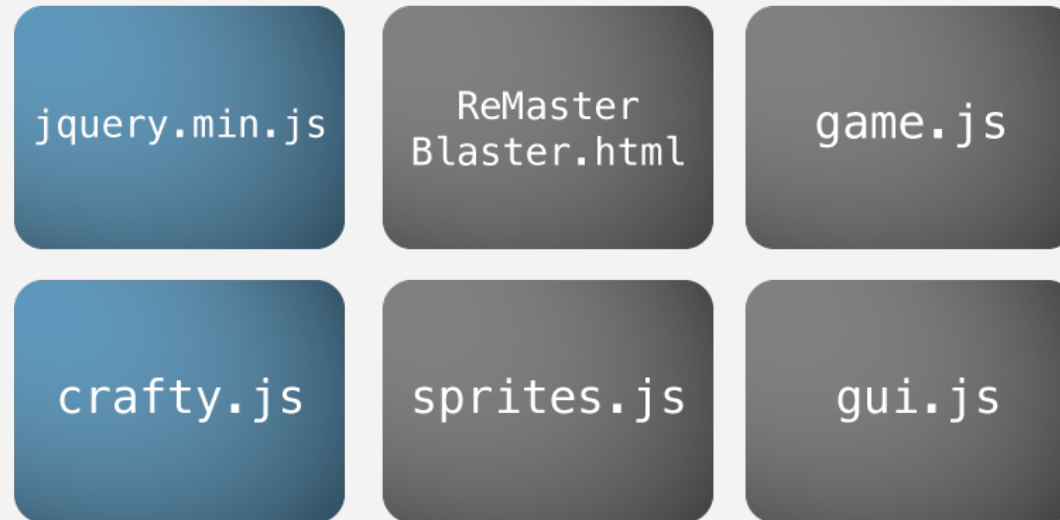 jquery.min.js
ReMaster
Blaster.html
game.js
crafty.js
sprites.js
gui.js